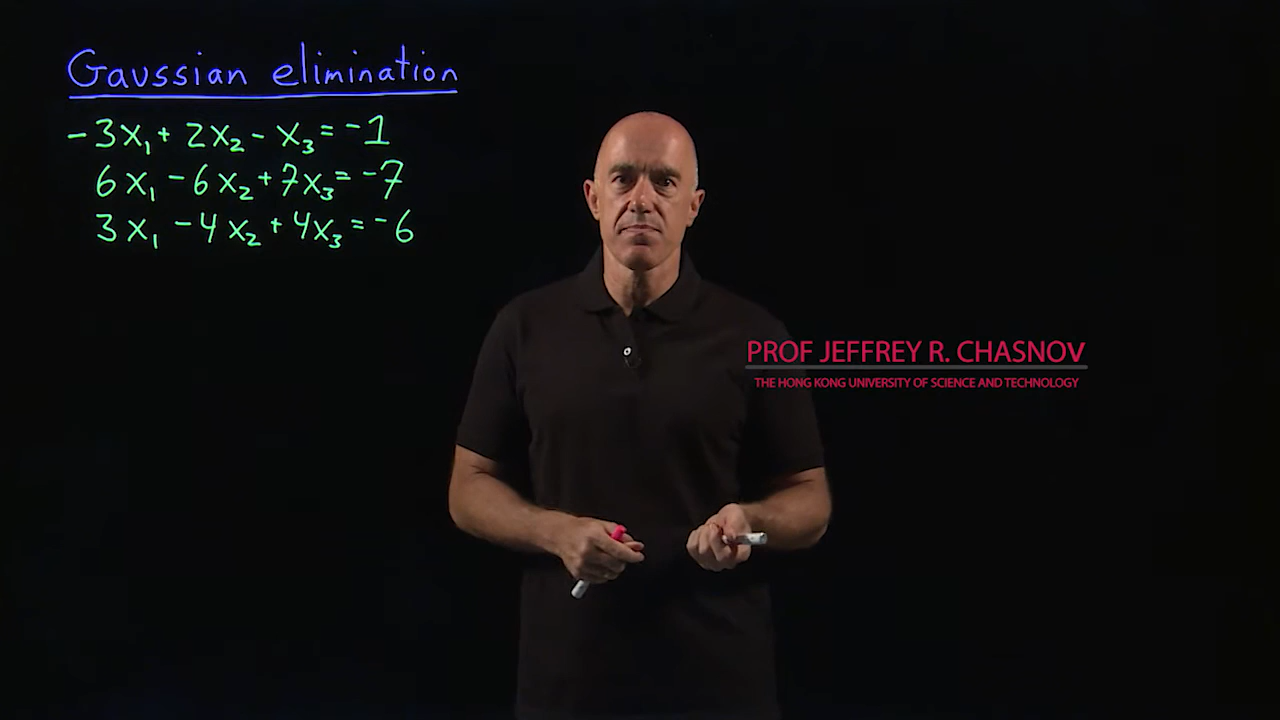 Gaussian elimination
-3x₁ + 2x₂ - x₃ = -1
6x₁ - 6x₂ + 7x₃ = -7
3x₁ - 4x₂ + 4x₃ = -6
PROF JEFFREY R. CHASNOV
THE HONG KONG UNIVERSITY OF SCIENCE AND TECHNOLOGY